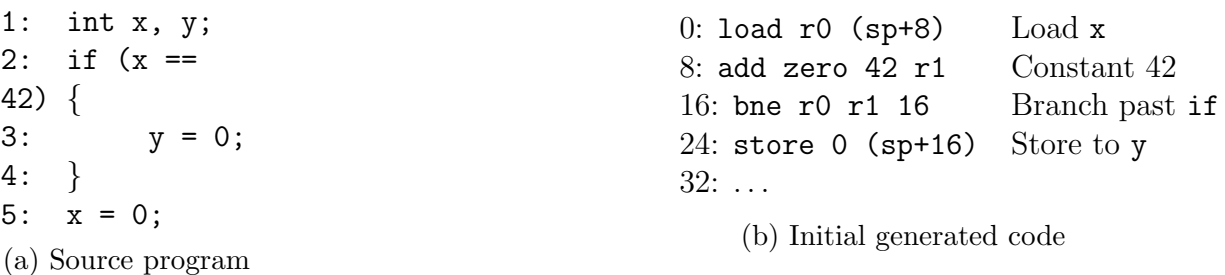 1: int x, y;
2: if (x ==
42) {
3: y = 0;
4: }
5: x = 0;
(a) Source program
0: load r0 (sp+8) Load x
8: add zero 42 r1 Constant 42
16: bne r0 r1 16 Branch past if
24: store 0 (sp+16) Store to y
32: ...
(b) Initial generated code